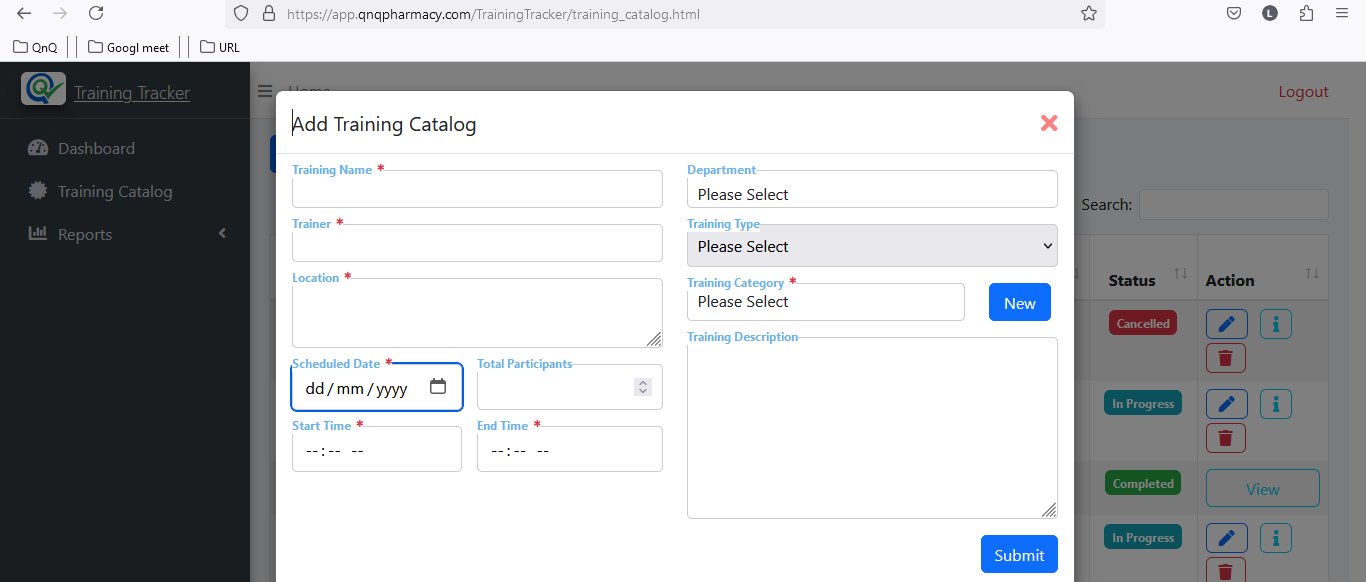 https://app.qnqpharmacy.com/TrainingTracker/training_catalog.html
L
QnQ
Googl meet
URL
Training Tracker
Home
Logout
Dashboard
Training Catalog
Reports
Add Training Catalog
Training Name *
Department
Please Select
Trainer *
Training Type
Please Select
Location *
Training Category *
Please Select
New
Training Description
Scheduled Date *
dd/mm/yyyy
Total Participants
Start Time *
--:-- --
End Time *
--:-- --
Submit
Search:
Status
Action
Cancelled
In Progress
Completed
View
In Progress